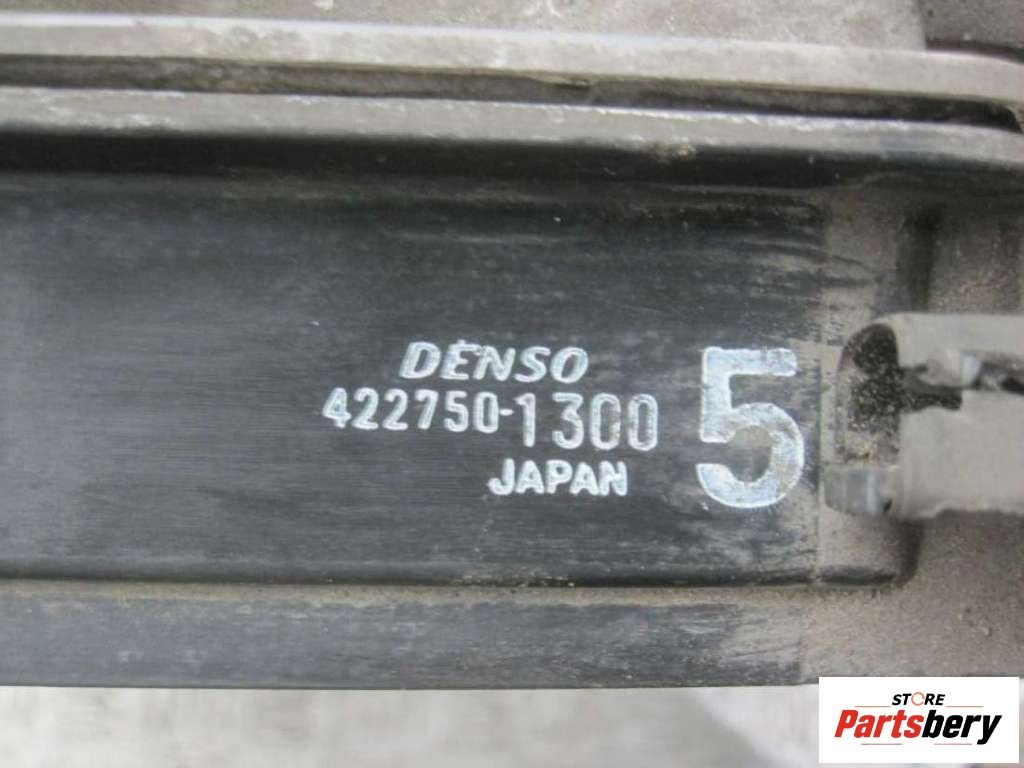 DENSO
422750-1300
JAPAN
5
STORE
Partsbery